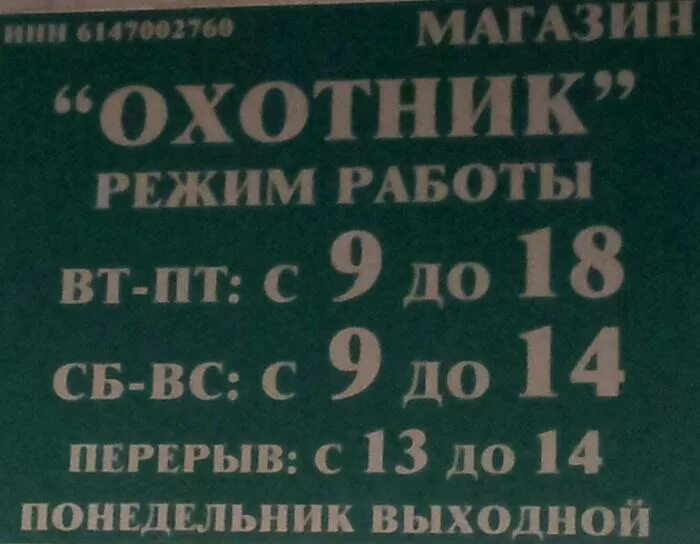 ИНН 6147002760 МАГАЗИН
“ОХОТНИК”
РЕЖИМ РАБОТЫ
ВТ-ПТ: С 9 ДО 18
СБ-ВС: С 9 ДО 14
ПЕРЕРЫВ: С 13 ДО 14
ПОНЕДЕЛЬНИК ВЫХОДНОЙ